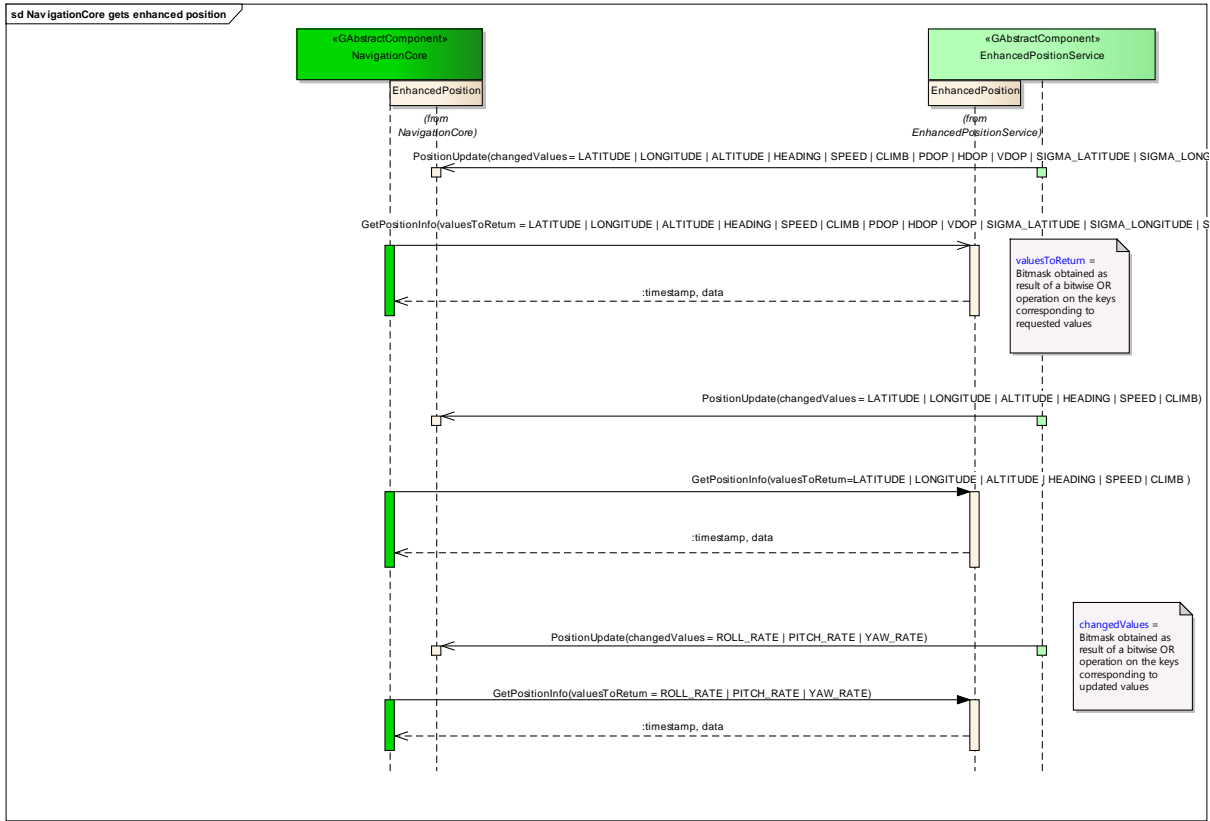 sd NavigationCore gets enhanced position
«GAbstractComponent»
NavigationCore
«GAbstractComponent»
EnhancedPositionService
EnhancedPosition
EnhancedPosition
(from
NavigationCore)
(from
EnhancedPositionService)
PositionUpdate(changedValues = LATITUDE | LONGITUDE | ALTITUDE | HEADING | SPEED | CLIMB | PDOP | HDOP | VDOP | SIGMA_LATITUDE | SIGMA_LONG
GetPositionInfo(valuesToReturn = LATITUDE | LONGITUDE | ALTITUDE | HEADING | SPEED | CLIMB | PDOP | HDOP | VDOP | SIGMA_LATITUDE | SIGMA_LONGITUDE | S
valuesToReturn =
Bitmask obtained as
result of a bitwise OR
operation on the keys
corresponding to
requested values
:timestamp, data
PositionUpdate(changedValues = LATITUDE | LONGITUDE | ALTITUDE | HEADING | SPEED | CLIMB)
GetPositionInfo(valuesToReturn=LATITUDE | LONGITUDE | ALTITUDE | HEADING | SPEED | CLIMB )
:timestamp, data
changedValues =
Bitmask obtained as
result of a bitwise OR
operation on the keys
corresponding to
updated values
PositionUpdate(changedValues = ROLL_RATE | PITCH_RATE | YAW_RATE)
GetPositionInfo(valuesToReturn = ROLL_RATE | PITCH_RATE | YAW_RATE)
:timestamp, data